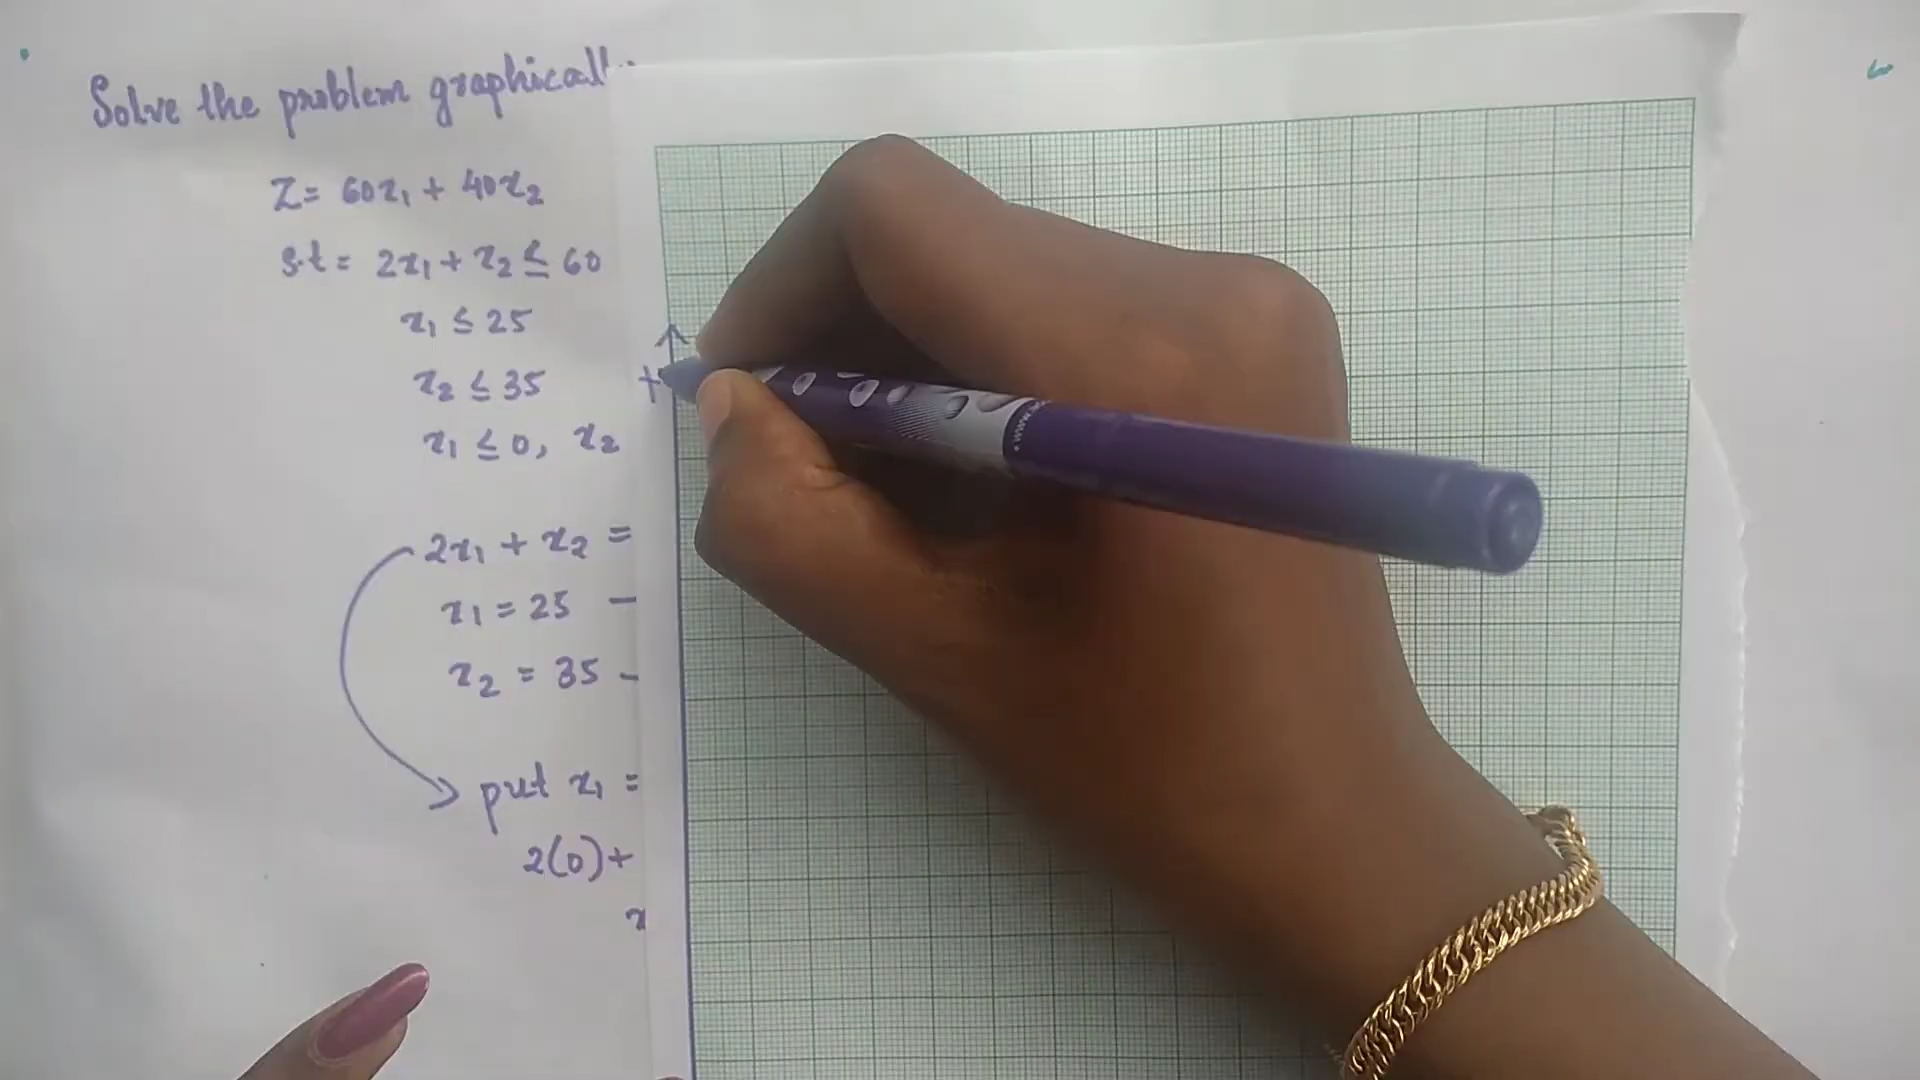 Solve the problem graphicall
Z = 60x₁ + 40x₂
s.t = 2x₁ + x₂ ≤ 60
x₁ ≤ 25
x₂ ≤ 35
x₁ ≤ 0, x₂
2x₁ + x₂ =
x₁ = 25 –
x₂ = 35 –
put x₁ =
2(0)+
x
+
www.